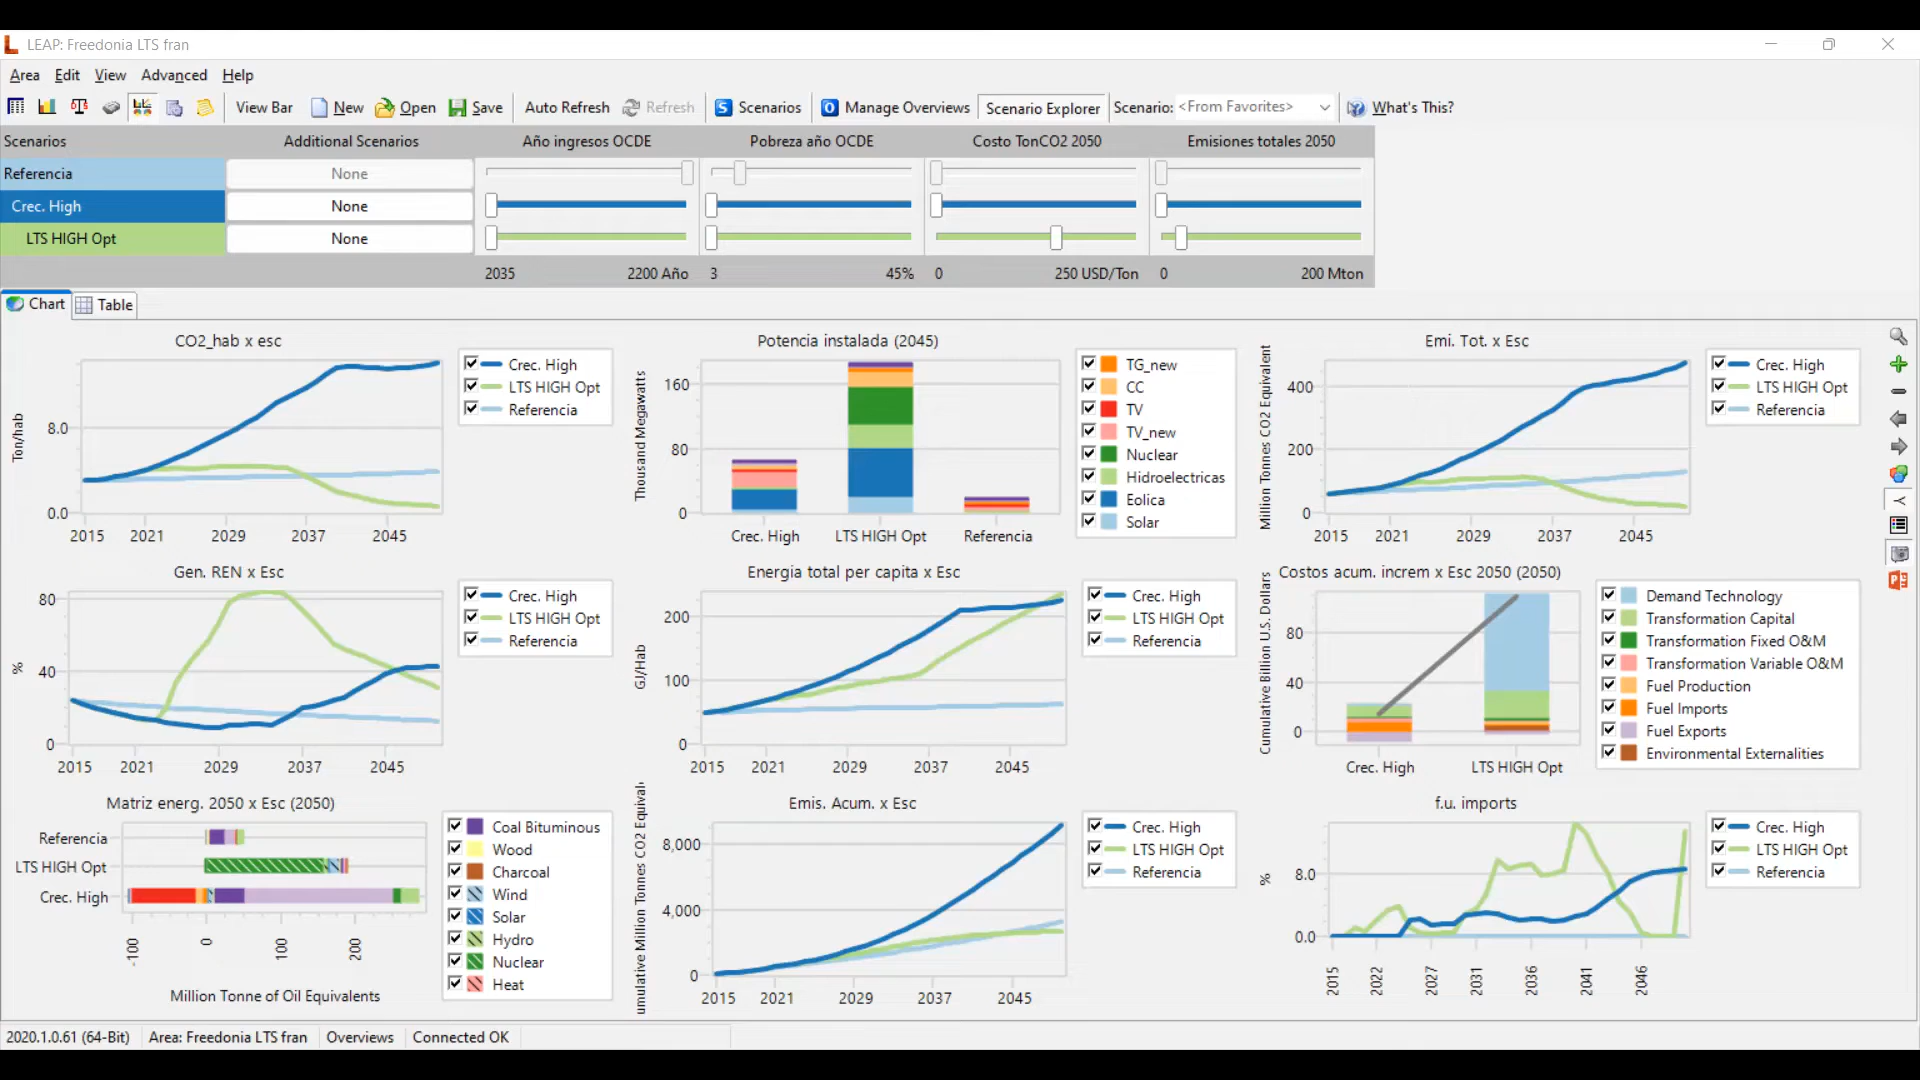 LEAP: Freedonia LTS fran
Area Edit View Advanced Help
View Bar New Open Save Auto Refresh Refresh Scenarios Manage Overviews Scenario Explorer Scenario: <From Favorites> What's This?
Scenarios Additional Scenarios Año ingresos OCDE Pobreza año OCDE Costo TonCO2 2050 Emisiones totales 2050
Referencia None
Crec. High None
LTS HIGH Opt None
2035 2200 Año 3 45% 0 250 USD/Ton 0 200 Mton
Chart Table
CO2_hab x esc
Ton/hab
8.0
0.0
2015 2021 2029 2037 2045
Crec. High
LTS HIGH Opt
Referencia
Potencia instalada (2045)
Thousand Megawatts
160
80
0
Crec. High LTS HIGH Opt Referencia
TG_new
CC
TV
TV_new
Nuclear
Hidroelectricas
Eolica
Solar
Emi. Tot. x Esc
Million Tonnes CO2 Equivalent
400
200
0
2015 2021 2029 2037 2045
Crec. High
LTS HIGH Opt
Referencia
Gen. REN x Esc
%
80
40
0
2015 2021 2029 2037 2045
Crec. High
LTS HIGH Opt
Referencia
Energia total per capita x Esc
GJ/Hab
200
100
0
2015 2021 2029 2037 2045
Crec. High
LTS HIGH Opt
Referencia
Costos acum. increm x Esc 2050 (2050)
Cumulative Billion U.S. Dollars
80
40
0
Crec. High LTS HIGH Opt
Demand Technology
Transformation Capital
Transformation Fixed O&M
Transformation Variable O&M
Fuel Production
Fuel Imports
Fuel Exports
Environmental Externalities
Matriz energ. 2050 x Esc (2050)
Referencia
LTS HIGH Opt
Crec. High
-100 0 100 200
Million Tonne of Oil Equivalents
Coal Bituminous
Wood
Charcoal
Wind
Solar
Hydro
Nuclear
Heat
Emis. Acum. x Esc
umulative Million Tonnes CO2 Equival
8,000
4,000
0
2015 2021 2029 2037 2045
Crec. High
LTS HIGH Opt
Referencia
f.u. imports
%
8.0
0.0
2015 2022 2027 2031 2036 2041 2046
Crec. High
LTS HIGH Opt
Referencia
2020.1.0.61 (64-Bit) Area: Freedonia LTS fran Overviews Connected OK